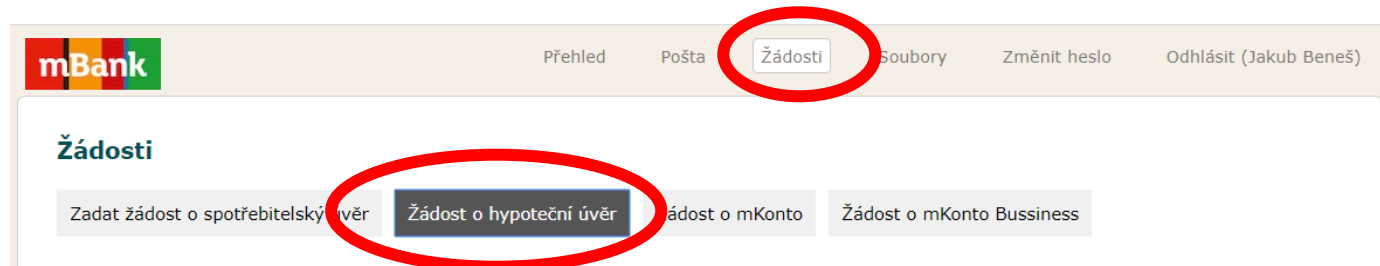 mBank Přehled Pošta Žádosti Soubory Změnit heslo Odhlásit (Jakub Beneš)
Žádosti
Zadat žádost o spotřebitelský úvěr Žádost o hypoteční úvěr Žádost o mKonto Žádost o mKonto Bussiness